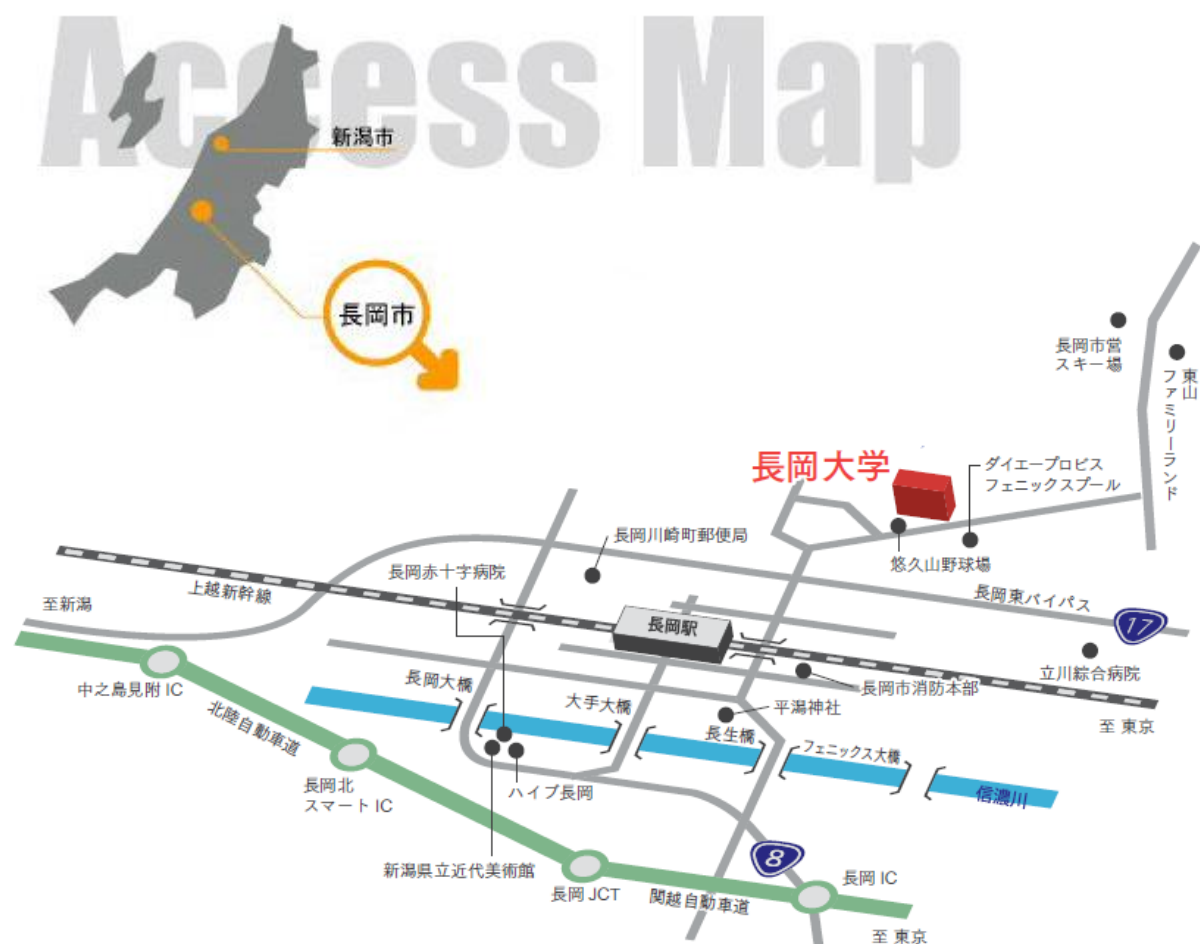 Access Map
新潟市
長岡市
長岡市営
スキー場
東山
ファミリーランド
長岡大学
ダイエープロビス
フェニックスプール
悠久山野球場
長岡川崎町郵便局
長岡赤十字病院
上越新幹線
至新潟
長岡駅
長岡東バイパス
17
立川綜合病院
長岡市消防本部
平湯神社
至 東京
中之島見附 IC
北陸自動車道
長岡大橋
大手大橋
長生橋
フェニックス大橋
信濃川
長岡北
スマート IC
ハイブ長岡
新潟県立近代美術館
8
長岡 JCT
関越自動車道
長岡 IC
至 東京